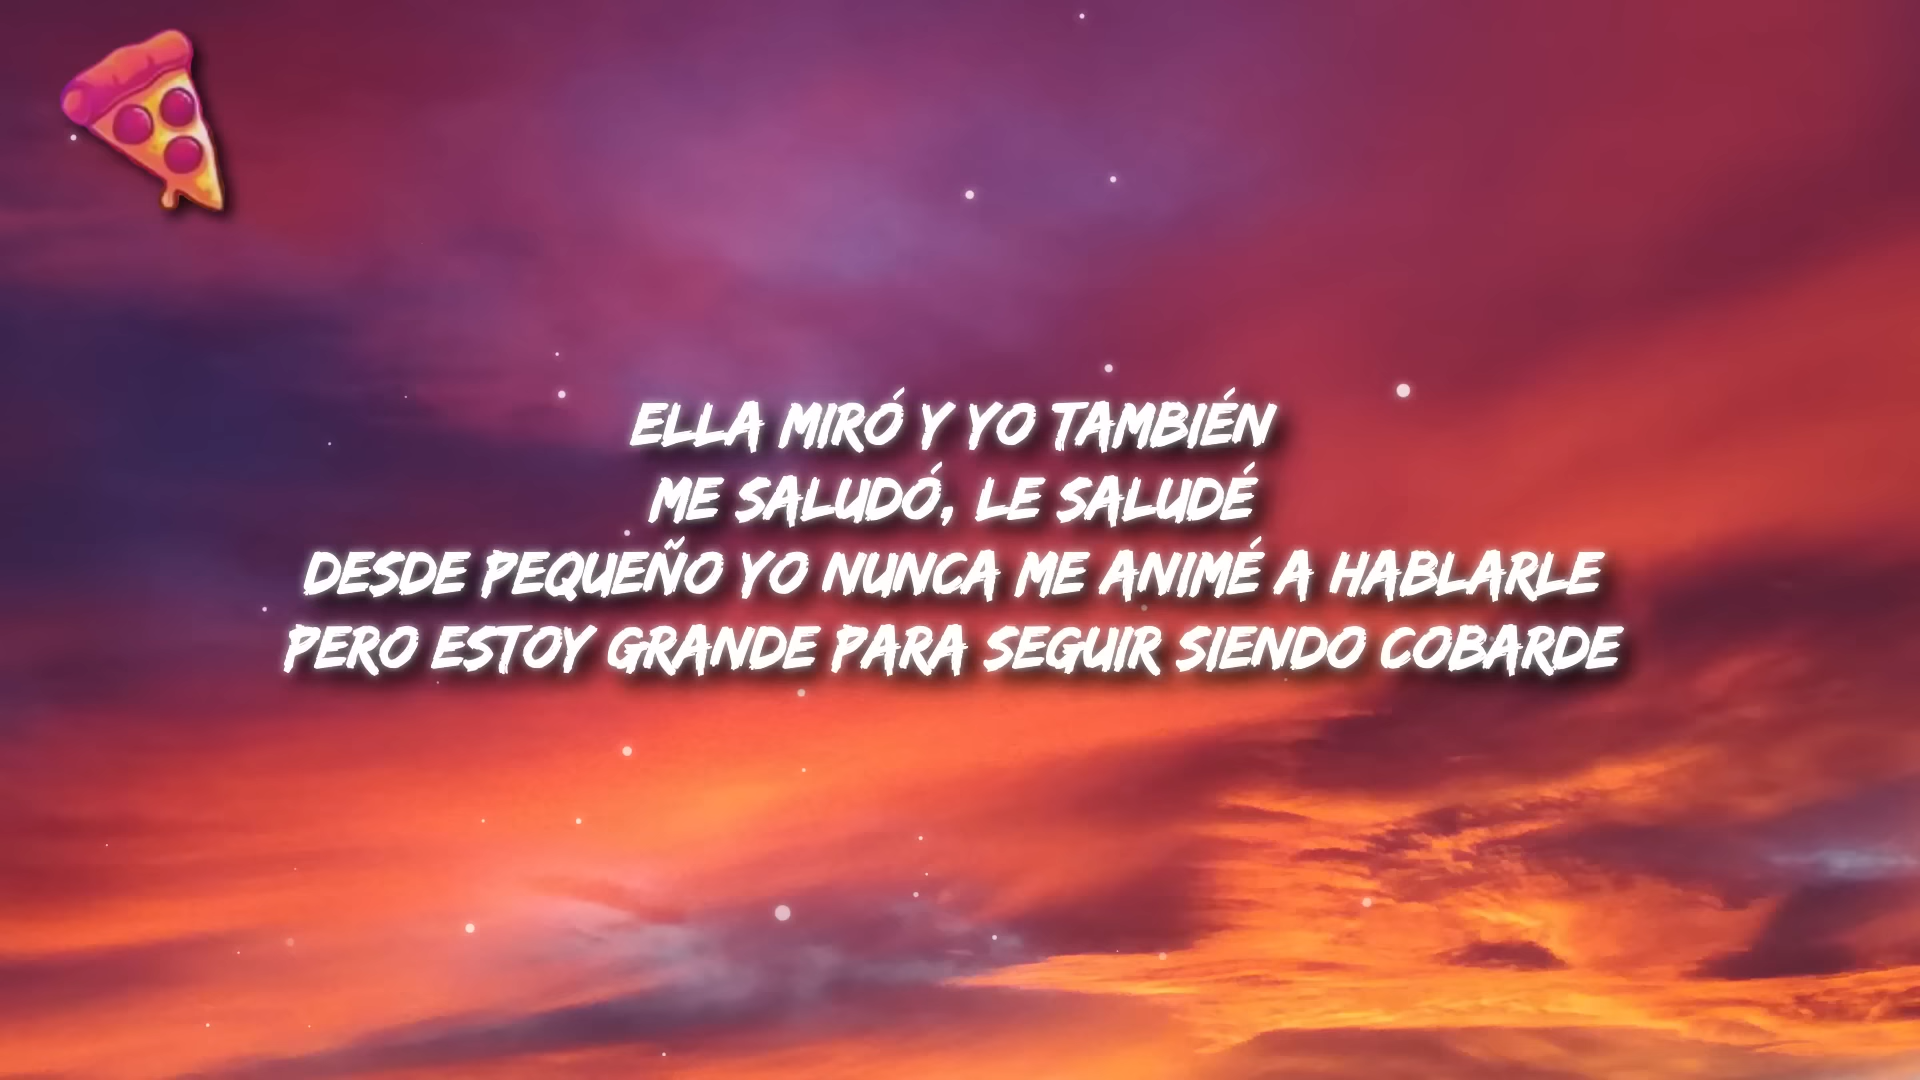 ELLA MIRÓ Y YO TAMBIÉN
ME SALUDÓ, LE SALUDÉ
DESDE PEQUEÑO YO NUNCA ME ANIMÉ A HABLARLE
PERO ESTOY GRANDE PARA SEGUIR SIENDO COBARDE